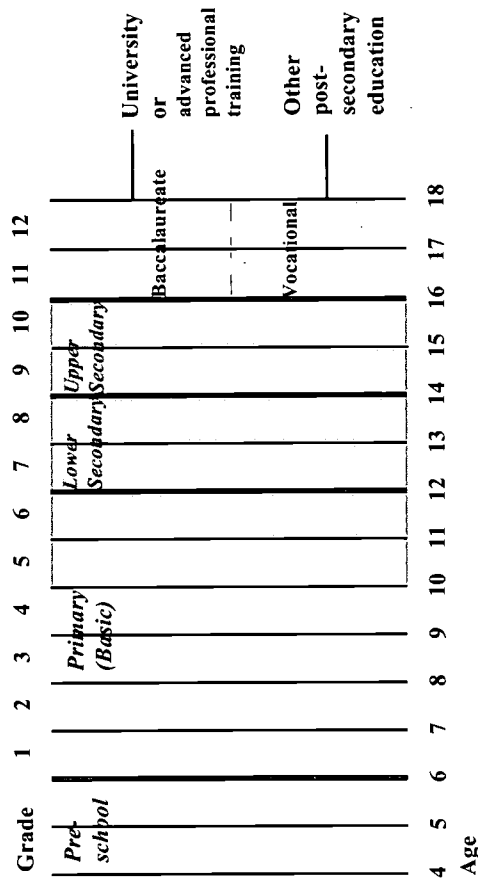 Grade 1 2 3 4 5 6 7 8 9 10 11 12
Pre-
school
Primary
(Basic)
Lower
Secondary
Upper
Secondary
Baccalaureate
Vocational
University
or
advanced
professional
training
Other
post-
secondary
education
4 5 6 7 8 9 10 11 12 13 14 15 16 17 18
Age